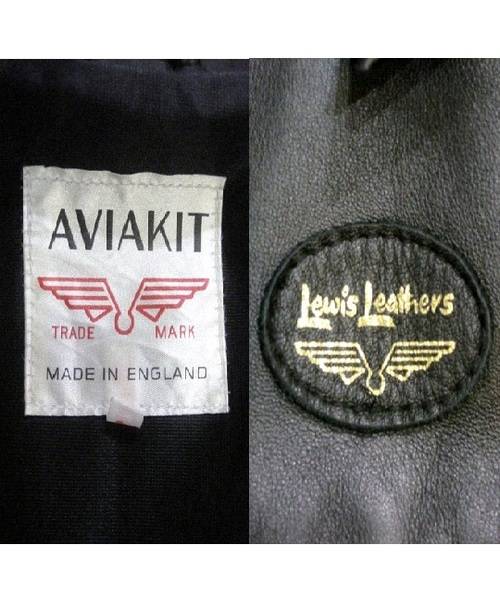 AVIAKIT
TRADE MARK
MADE IN ENGLAND
Lewis Leathers